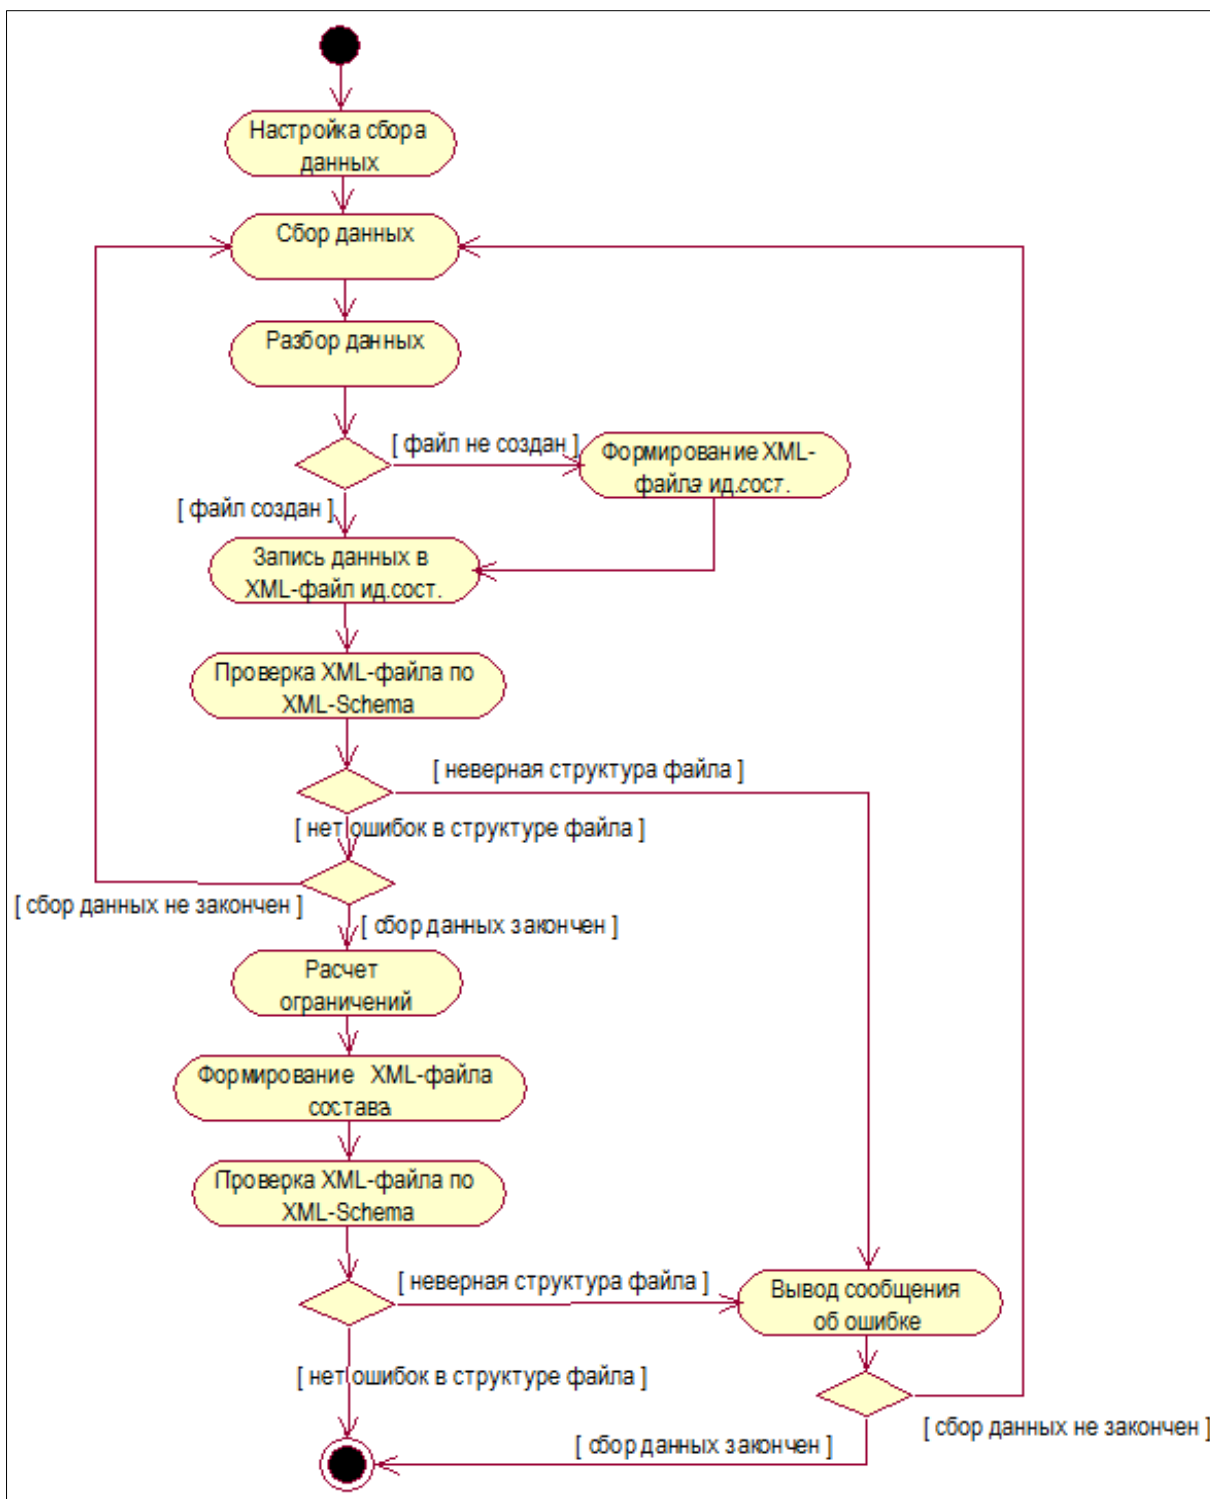 Настройка сбора
данных
Сбор данных
Разбор данных
[ файл не создан ]
Формирование XML-
файла ид.сост.
[ файл создан ]
Запись данных в
XML-файл ид.сост.
Проверка XML-файла по
XML-Schema
[ неверная структура файла ]
[ нет ошибок в структуре файла ]
[ сбор данных не закончен ]
[ сбор данных закончен ]
Расчет
ограничений
Формирование XML-файла
состава
Проверка XML-файла по
XML-Schema
[ неверная структура файла ]
Вывод сообщения
об ошибке
[ нет ошибок в структуре файла ]
[ сбор данных не закончен ]
[ сбор данных закончен ]